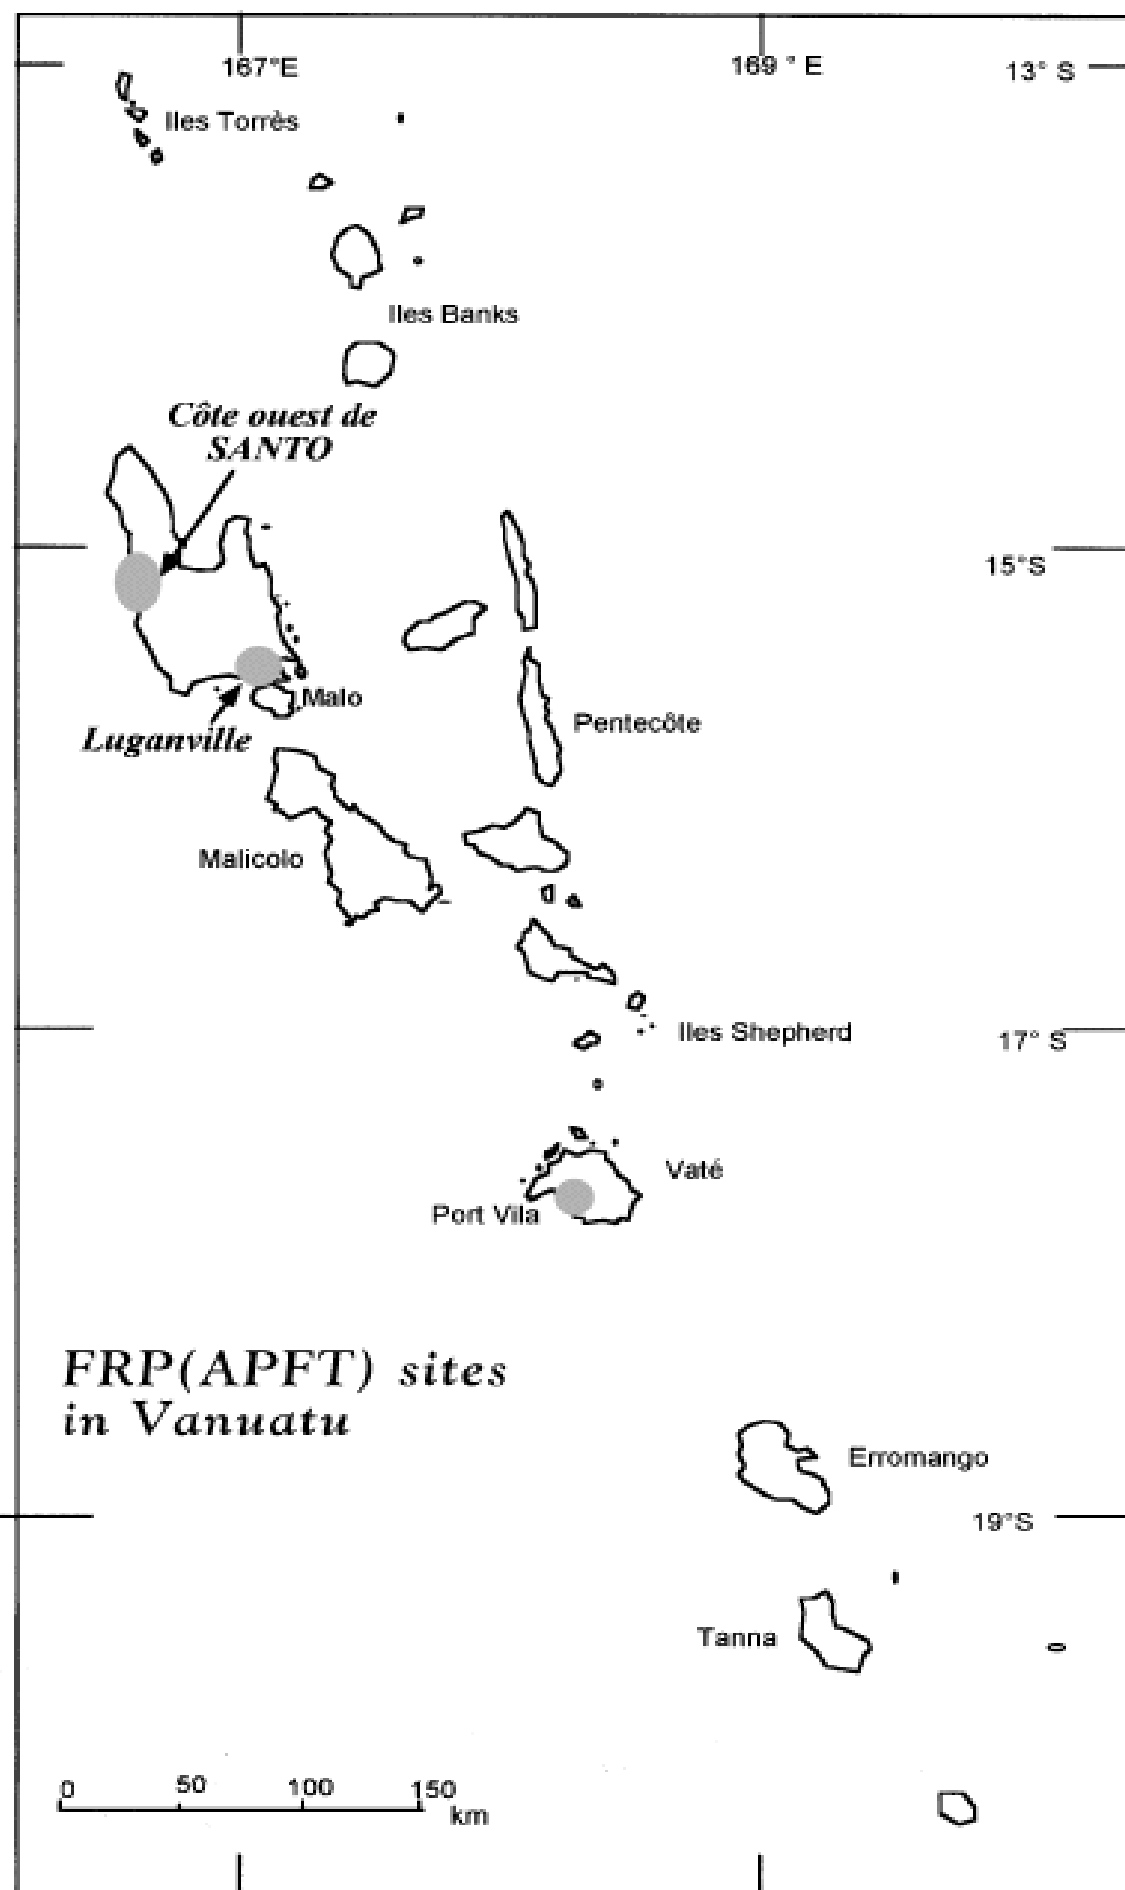 167°E
169 ° E
13° S
Iles Torrès
Iles Banks
Côte ouest de
SANTO
15°S
Malo
Pentecôte
Luganville
Malicolo
Iles Shepherd
17° S
Vaté
Port Vila
FRP(APFT) sites
in Vanuatu
Erromango
19°S
Tanna
0 50 100 150
km